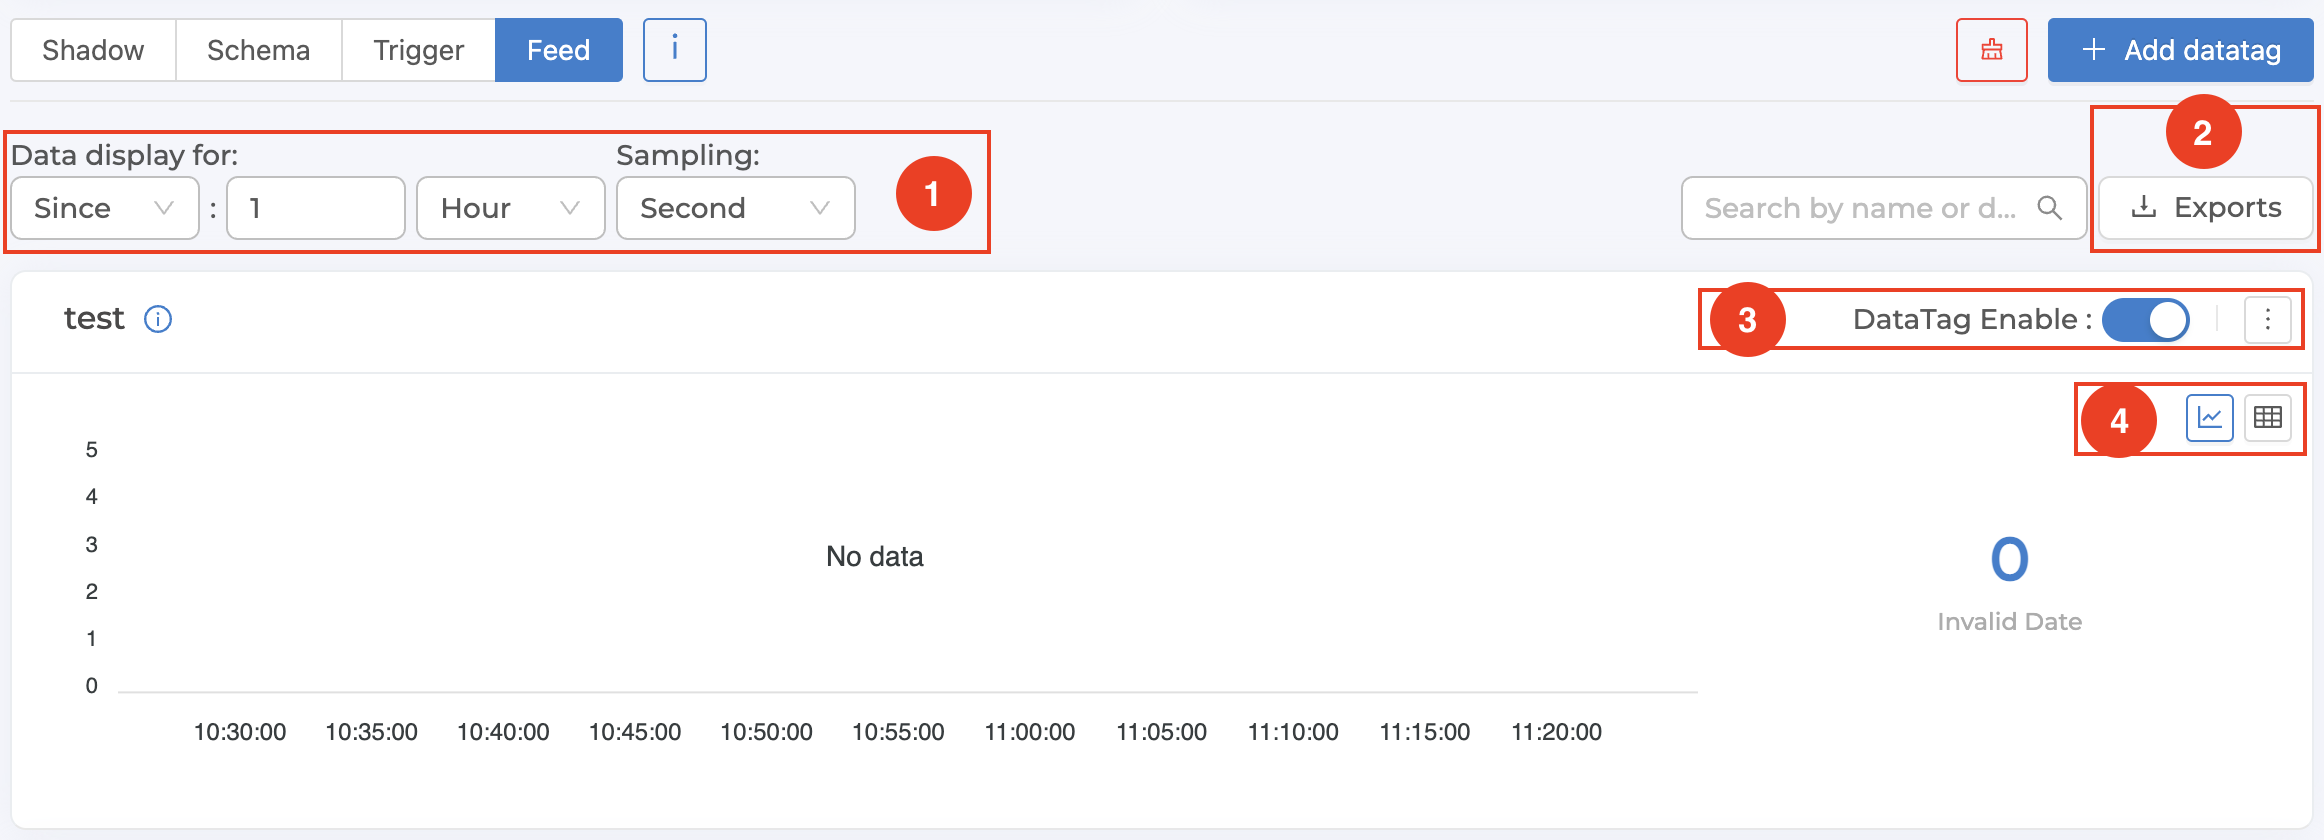 Shadow Schema Trigger Feed i + Add datatag
Data display for: Sampling: 2
Since : 1 Hour Second 1 Search by name or d... Exports
test i 3 DataTag Enable :
4
5
4
3
2
1
0
No data
0
Invalid Date
10:30:00 10:35:00 10:40:00 10:45:00 10:50:00 10:55:00 11:00:00 11:05:00 11:10:00 11:15:00 11:20:00